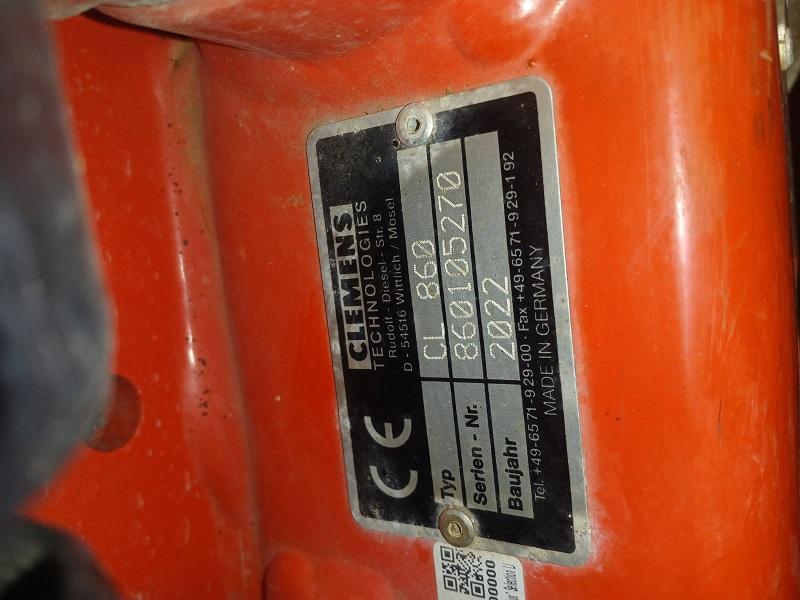 CLEMENS
TECHNOLOGIES
Rudolf - Diesel - Str. 8
D - 54516 Wittlich / Mosel
CE
Typ CL 860
Serien - Nr. 860105270
Baujahr 2022
Tel. +49-6571-929-00 · Fax +49-6571-929-192
MADE IN GERMANY